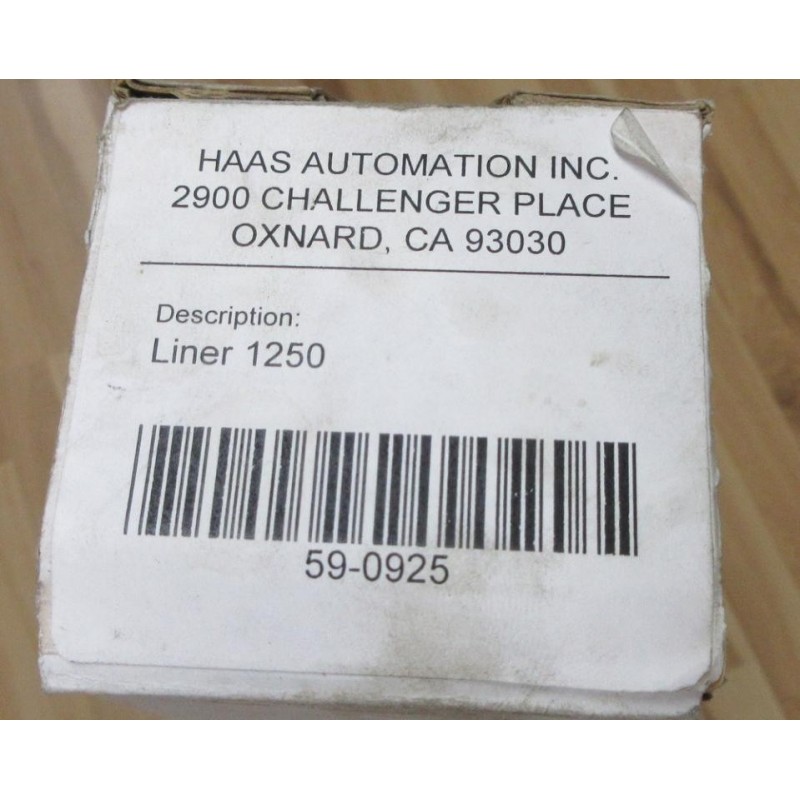 HAAS AUTOMATION INC.
2900 CHALLENGER PLACE
OXNARD, CA 93030
Description:
Liner 1250
59-0925